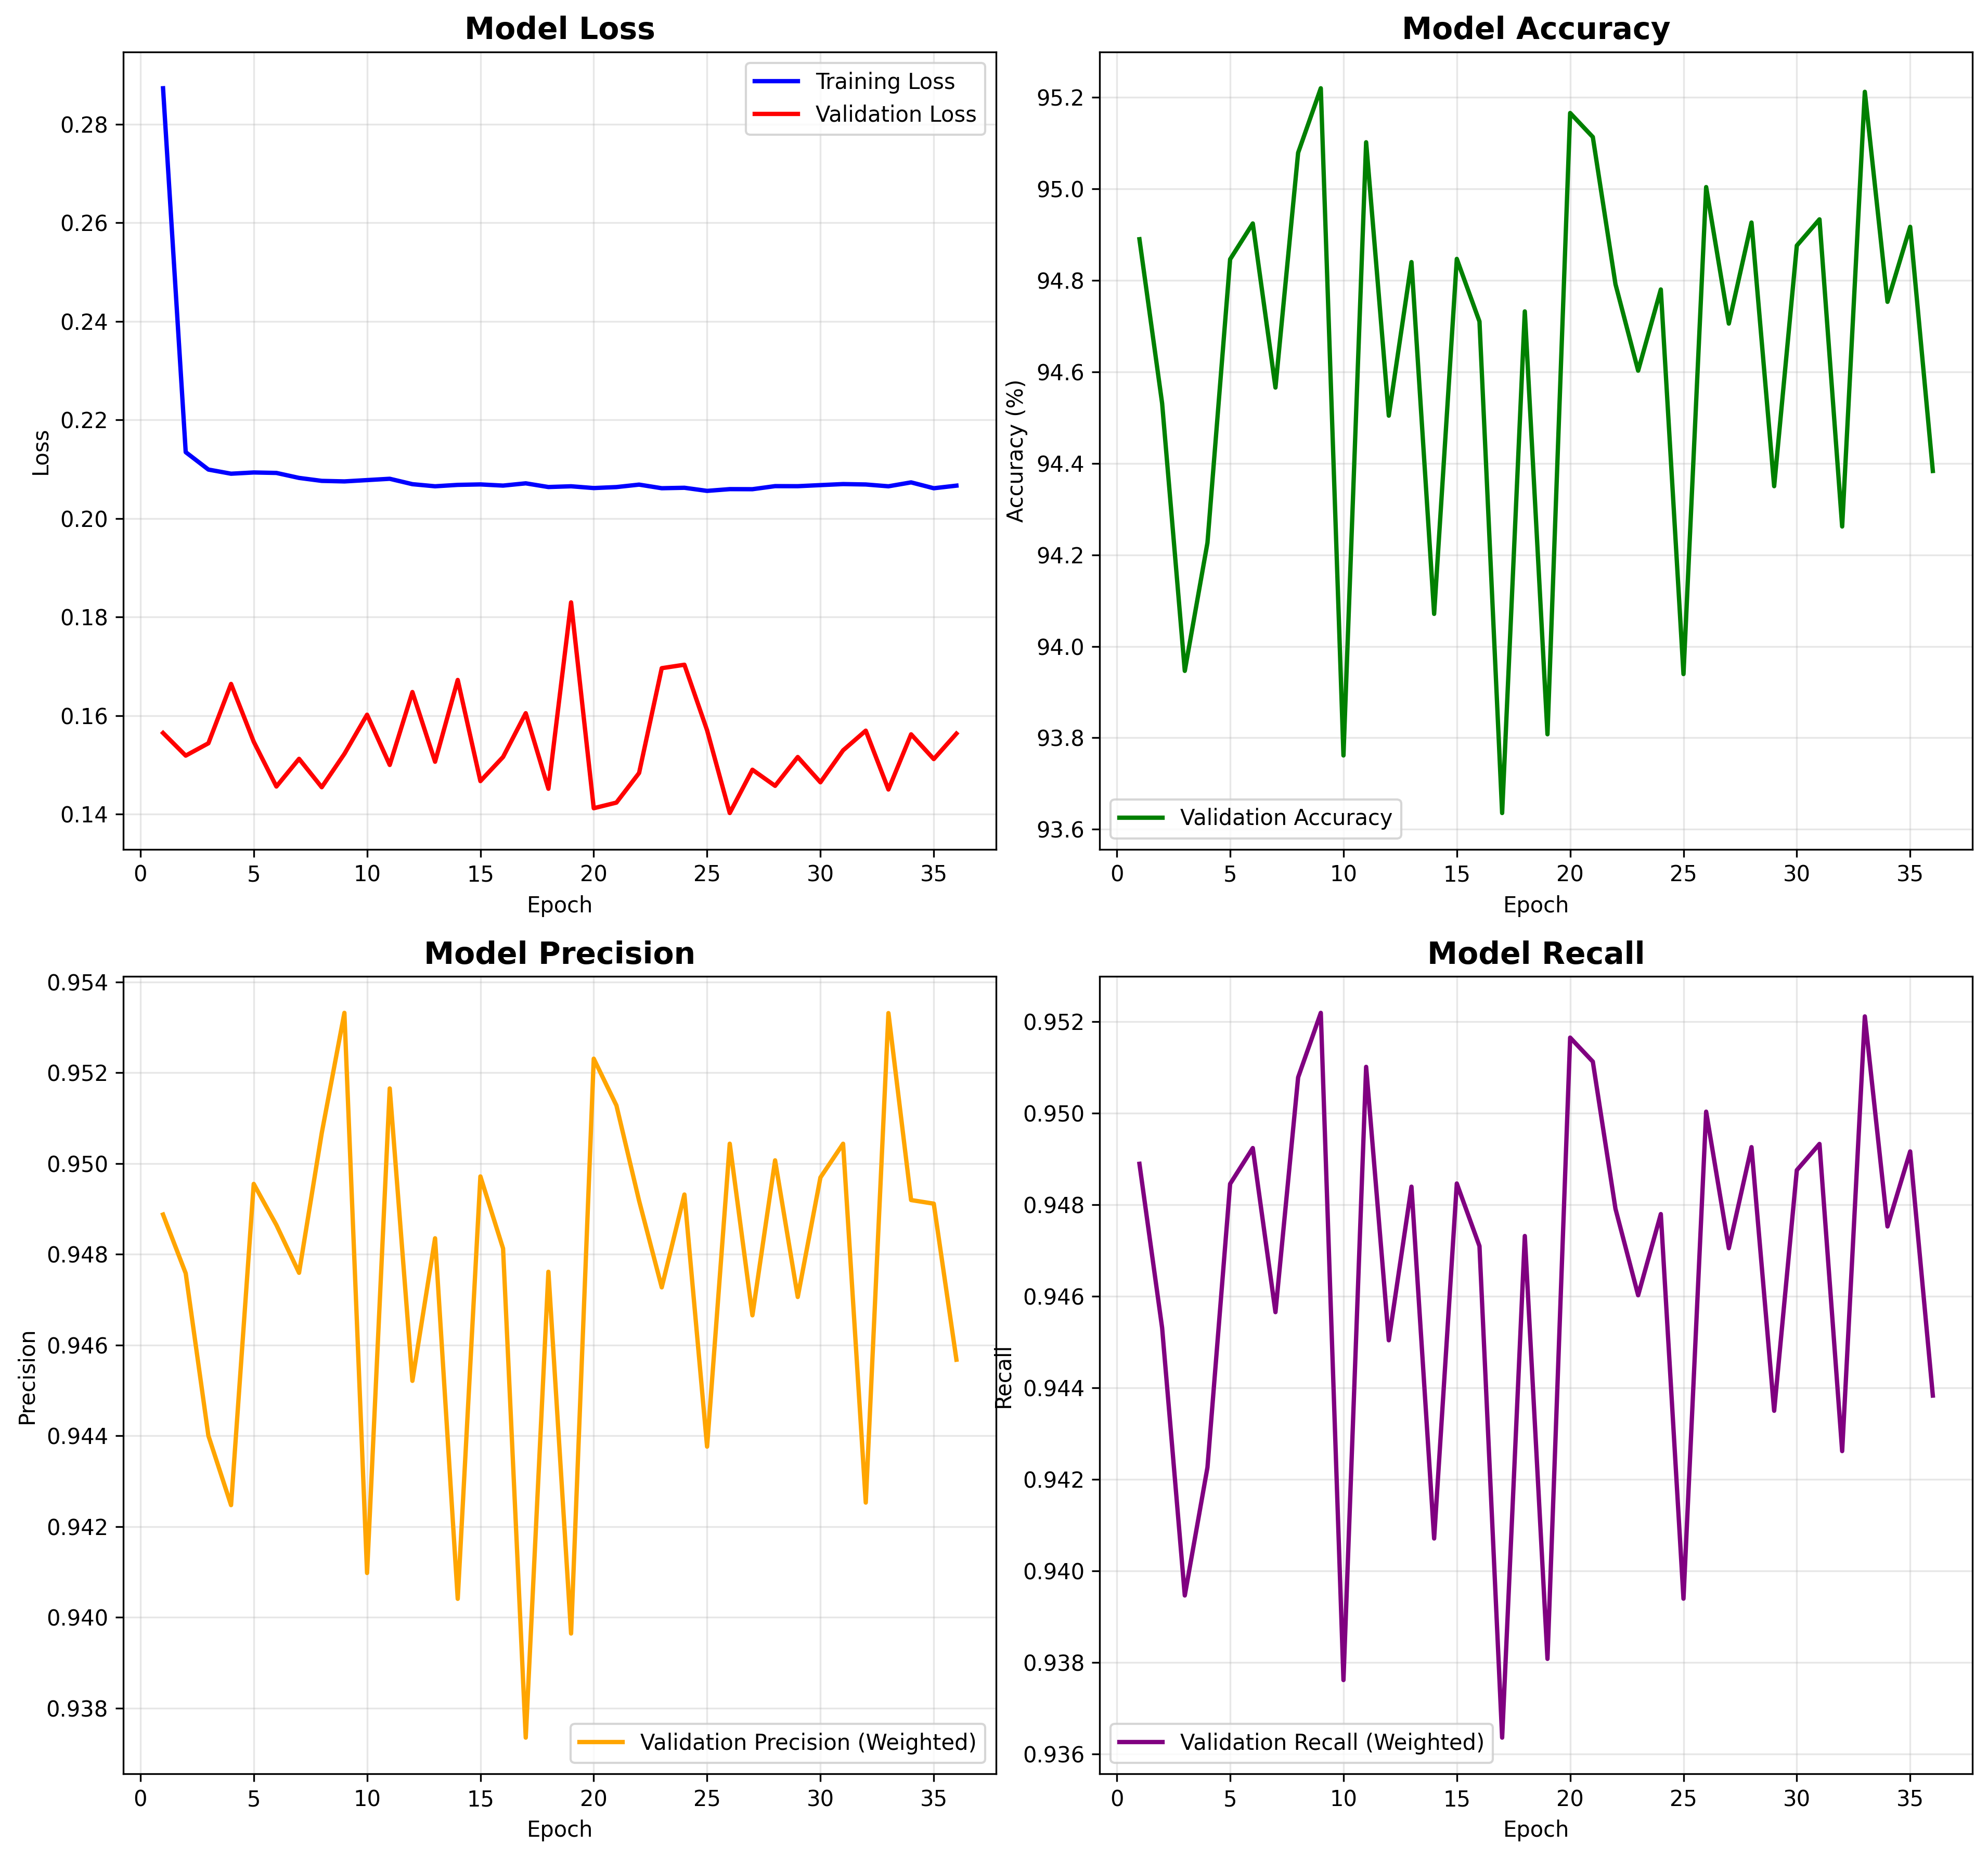 Model Loss
Training Loss
Validation Loss
Loss
0.28
0.26
0.24
0.22
0.20
0.18
0.16
0.14
0 5 10 15 20 25 30 35
Epoch
Model Accuracy
Accuracy (%)
95.2
95.0
94.8
94.6
94.4
94.2
94.0
93.8
93.6
Validation Accuracy
0 5 10 15 20 25 30 35
Epoch
Model Precision
Precision
0.954
0.952
0.950
0.948
0.946
0.944
0.942
0.940
0.938
Validation Precision (Weighted)
0 5 10 15 20 25 30 35
Epoch
Model Recall
Recall
0.952
0.950
0.948
0.946
0.944
0.942
0.940
0.938
0.936
Validation Recall (Weighted)
0 5 10 15 20 25 30 35
Epoch